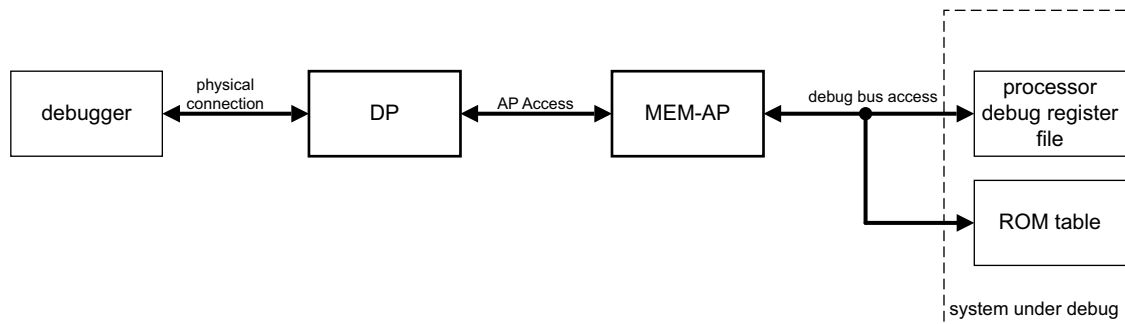 debugger
physical
connection
DP
AP Access
MEM-AP
debug bus access
processor
debug register
file
ROM table
system under debug